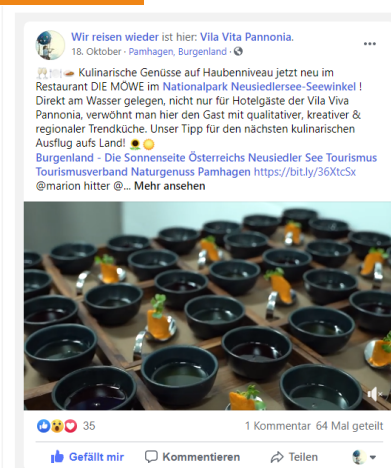 Wir reisen wieder ist hier: Vila Vita Pannonia.
18. Oktober · Pamhagen, Burgenland ·
Kulinarische Genüsse auf Haubenniveau jetzt neu im
Restaurant DIE MÖWE im Nationalpark Neusiedlersee-Seewinkel !
Direkt am Wasser gelegen, nicht nur für Hotelgäste der Vila Viva
Pannonia, verwöhnt man hier den Gast mit qualitativer, kreativer &
regionaler Trendküche. Unser Tipp für den nächsten kulinarischen
Ausflug aufs Land!
Burgenland - Die Sonnenseite Österreichs Neusiedler See Tourismus
Tourismusverband Naturgenuss Pamhagen https://bit.ly/36XtcSx
@marion hitter @... Mehr ansehen
35
1 Kommentar 64 Mal geteilt
Gefällt mir Kommentieren Teilen